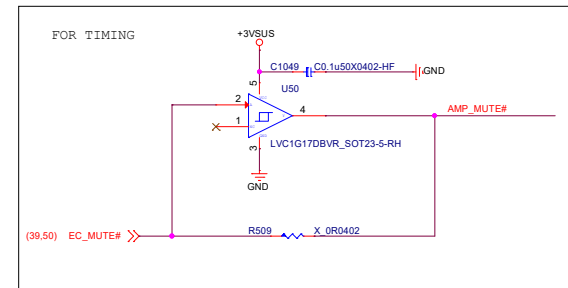 FOR TIMING
+3VSUS
C1049 C0.1u50X0402-HF
GND
5
U50
2
4
AMP_MUTE#
1
LVC1G17DBVR_SOT23-5-RH
3
GND
(39,50) EC_MUTE#
R509 X_0R0402